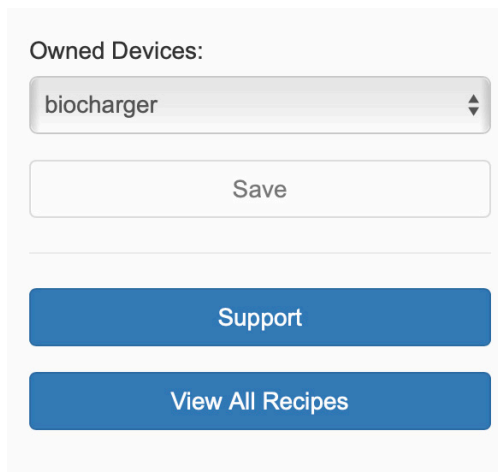 Owned Devices:
biocharger
Save
Support
View All Recipes